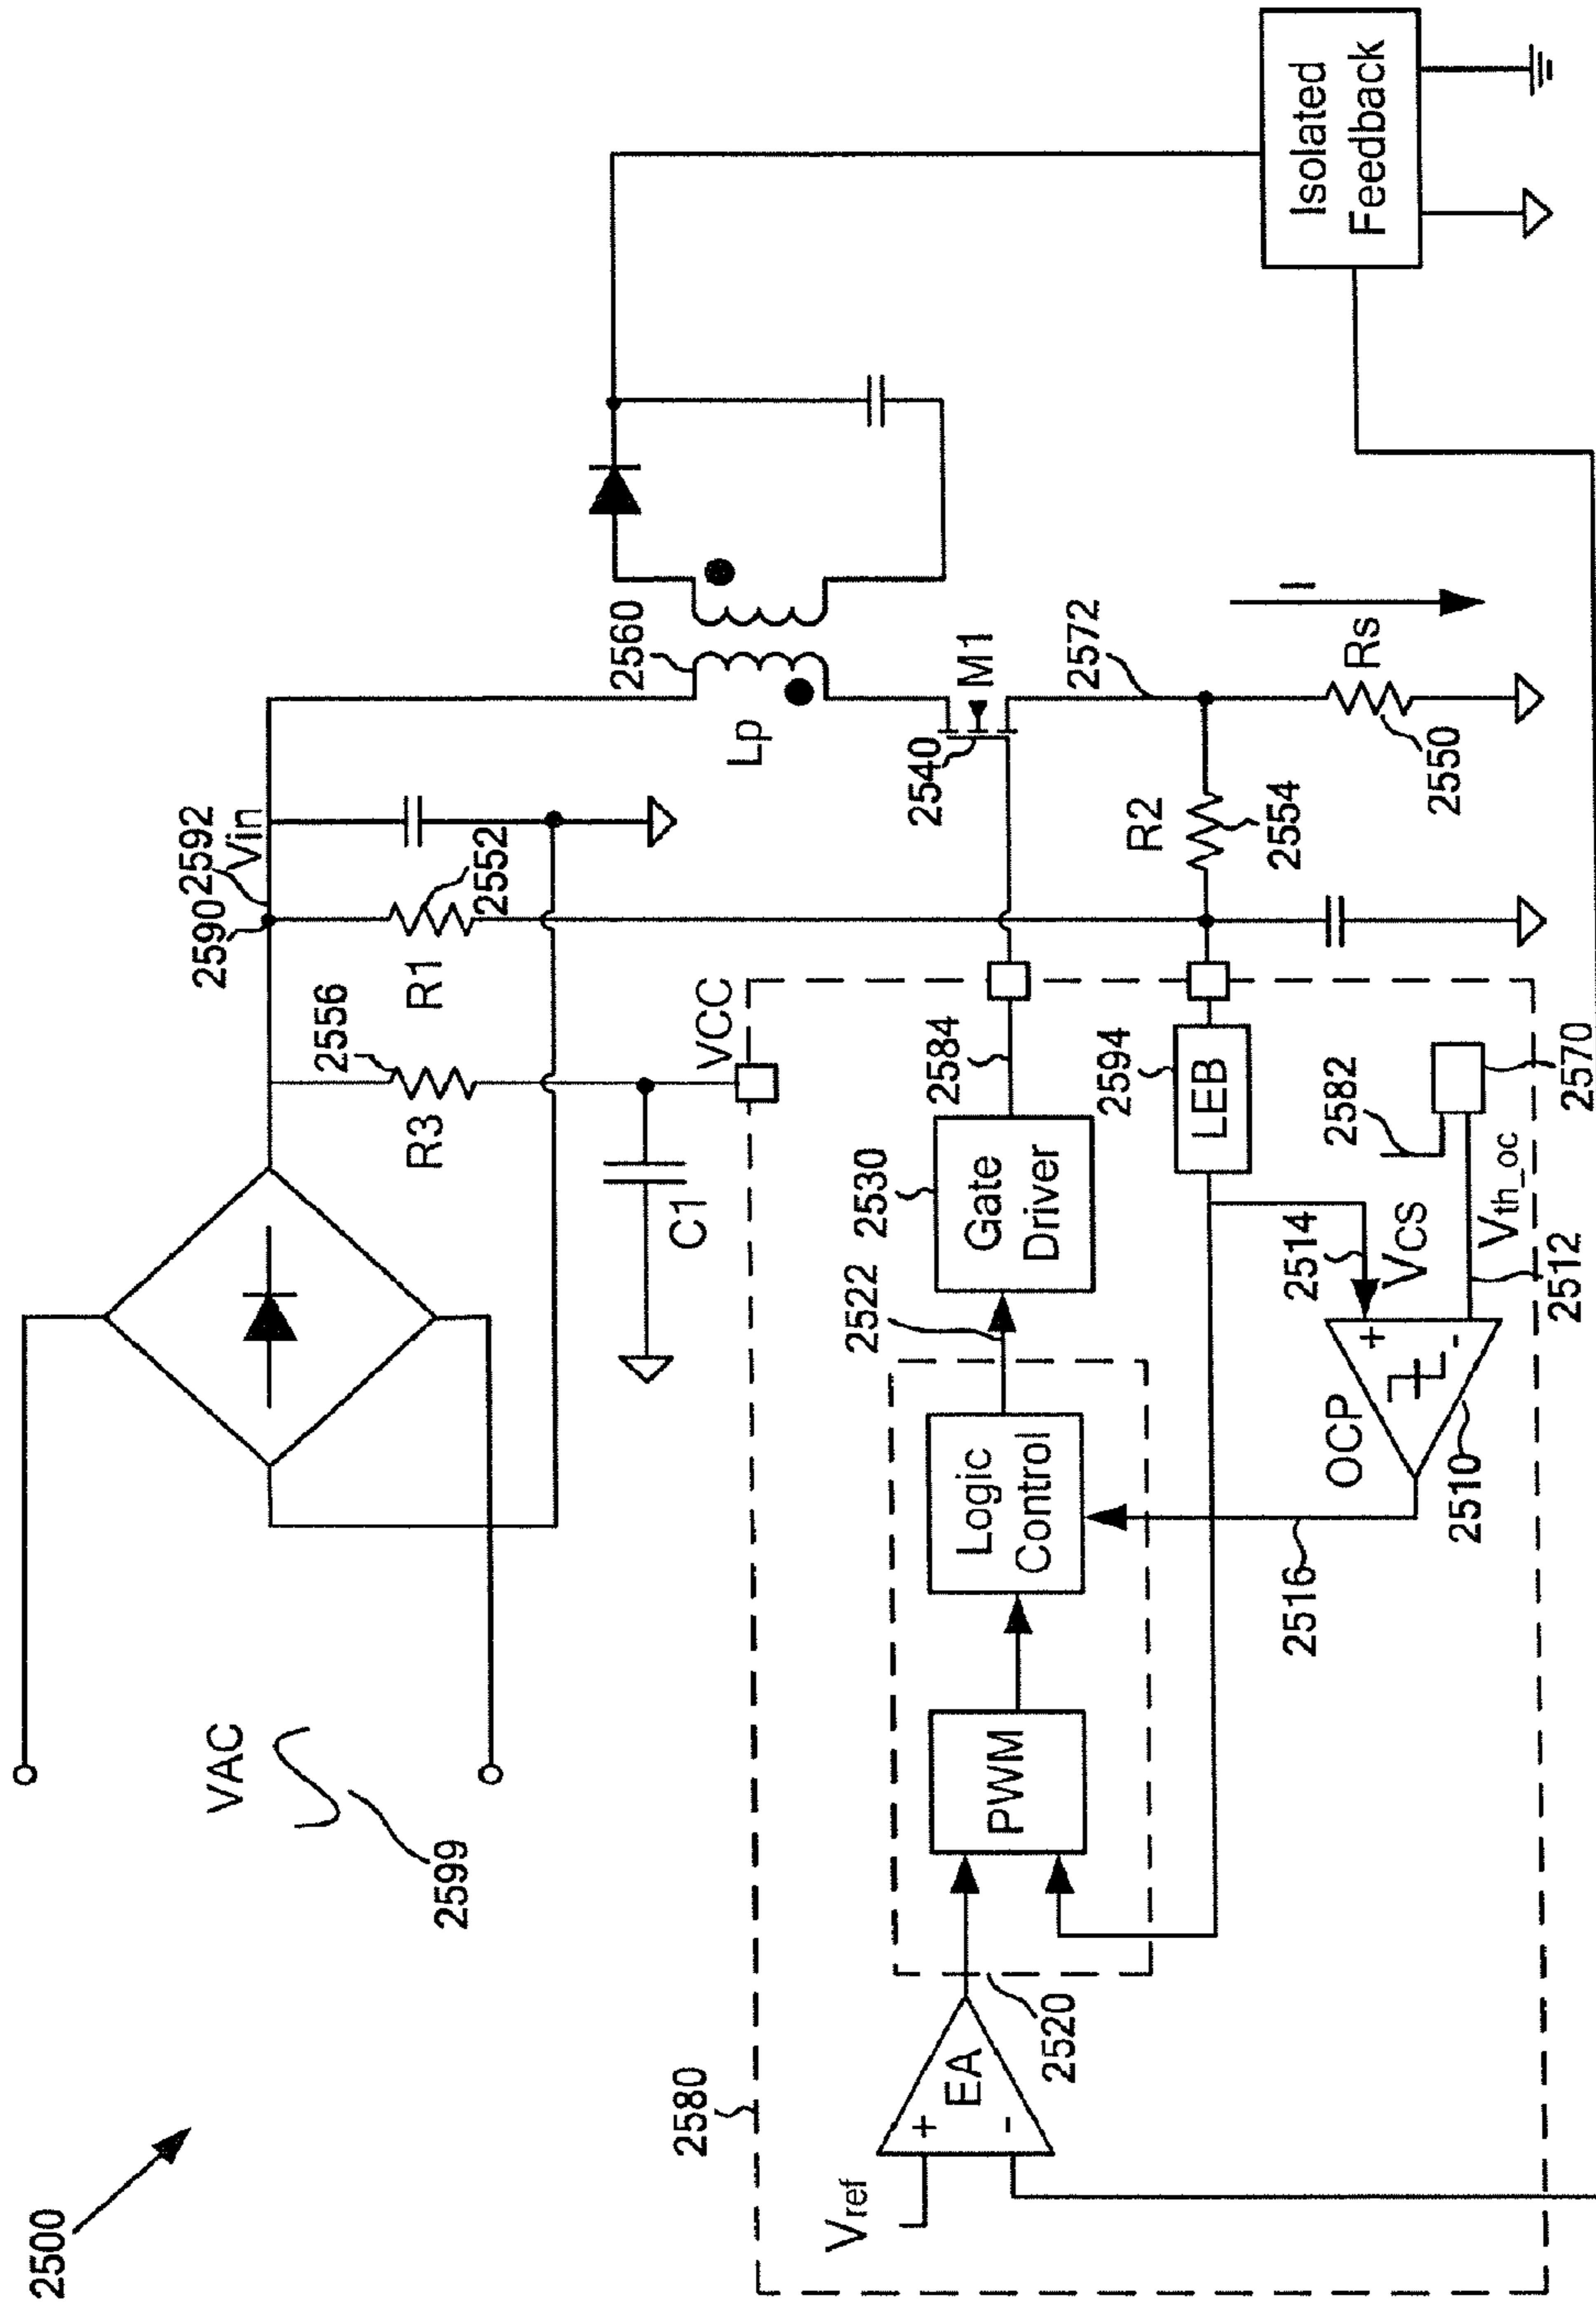 2500
VAC
2599
2590
2592
Vin
2556
R3
R1
2552
C1
VCC
2560
Lp
2540
M1
2572
R2
2554
Rs
2550
I
Isolated
Feedback
2580
Vref
+
-
EA
2520
PWM
Logic
Control
2522
2530
Gate
Driver
2584
2594
LEB
2516
OCP
2510
+
-
2514
VCS
2582
Vth_oc
2512
2570